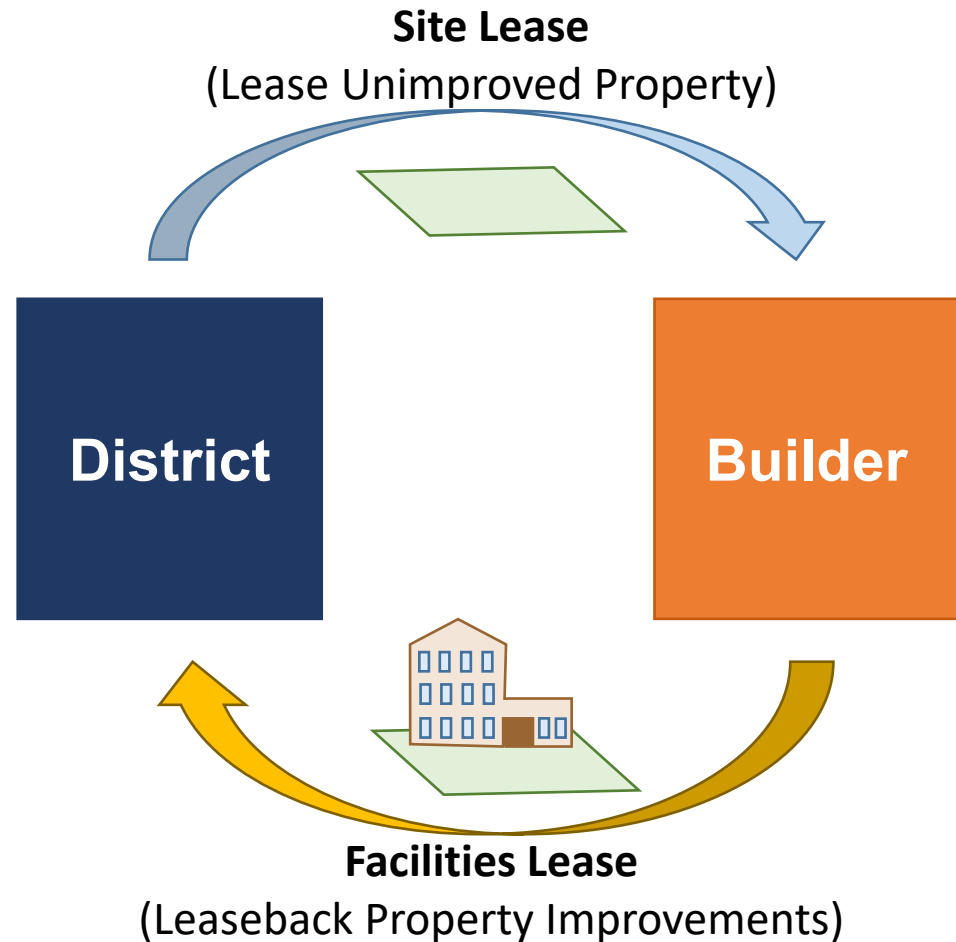 Site Lease
(Lease Unimproved Property)
District
Builder
Facilities Lease
(Leaseback Property Improvements)